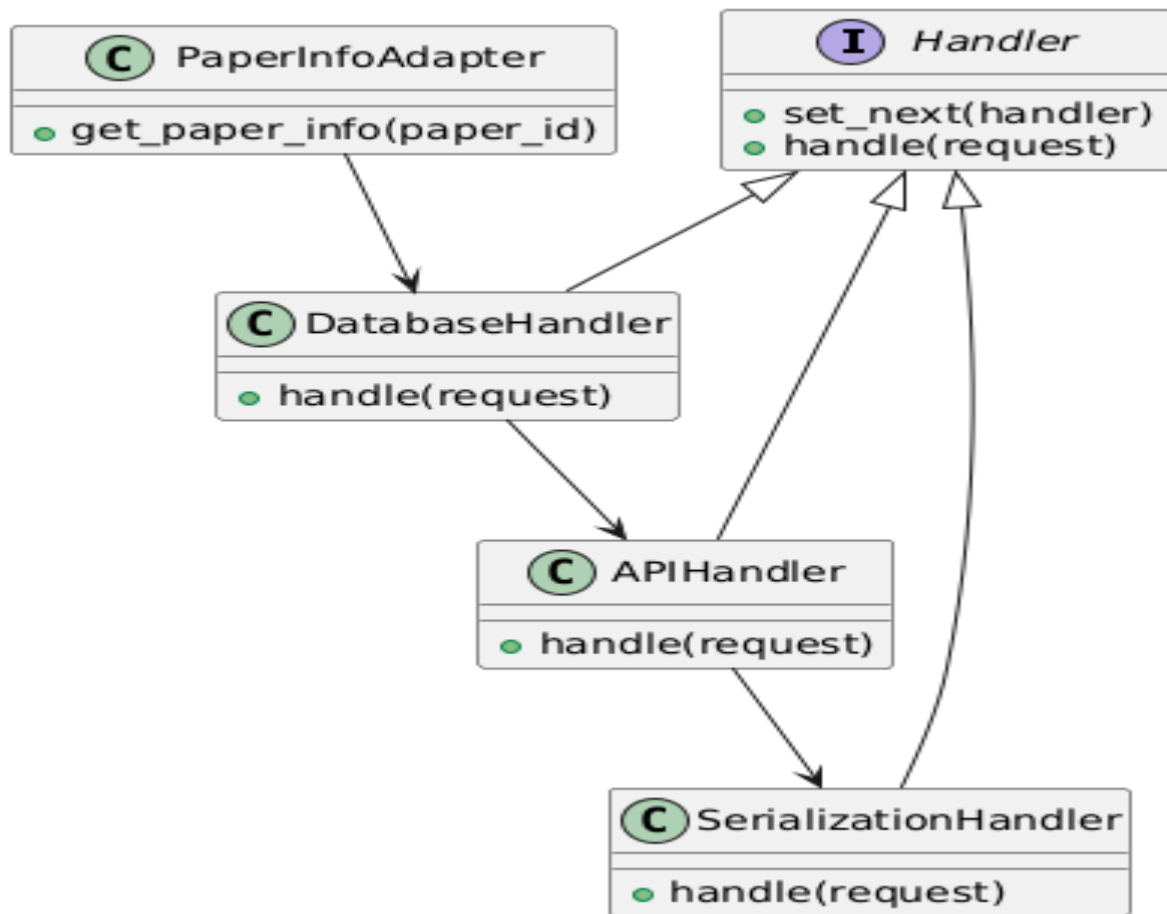 C PaperInfoAdapter
get_paper_info(paper_id)
I Handler
set_next(handler)
handle(request)
C DatabaseHandler
handle(request)
C APIHandler
handle(request)
C SerializationHandler
handle(request)